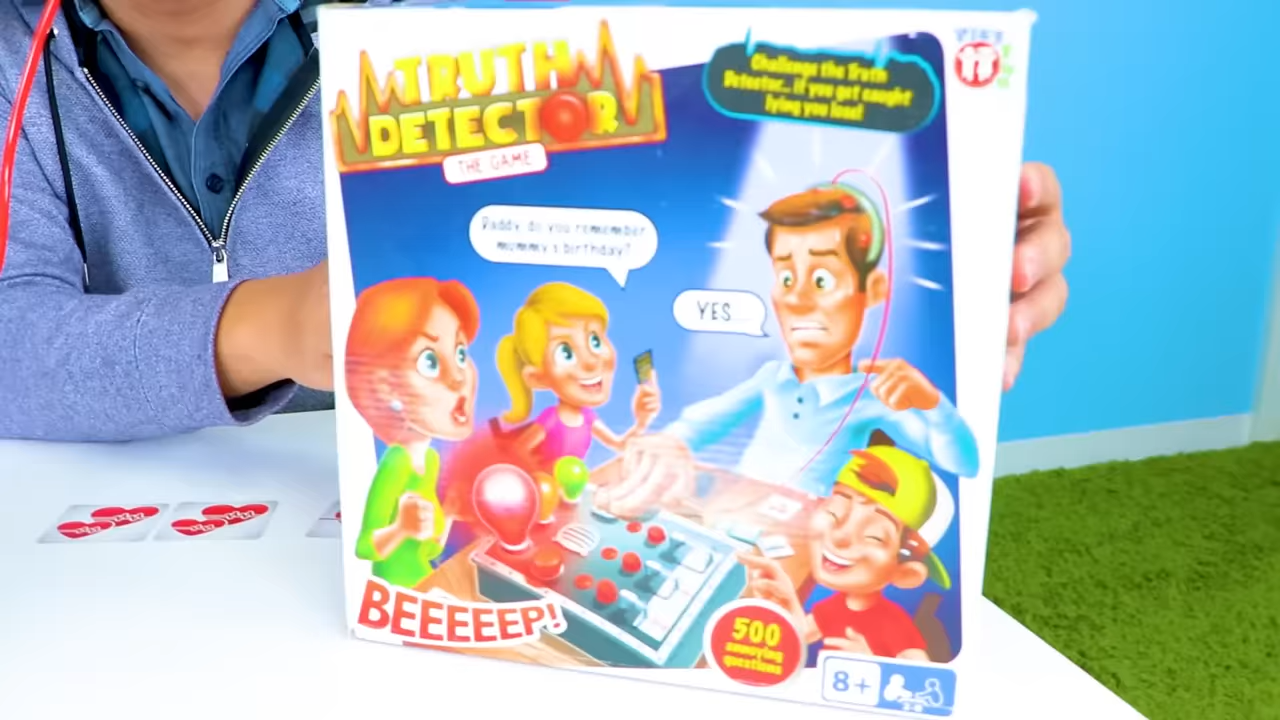 TRUTH
DETECTOR
THE GAME
Challenge the Truth
Detector... if you get caught
lying you lose!
PLAY
Daddy, do you remember
mummy's birthday?
YES...
BEEEEEP!
500
annoying
questions
8+